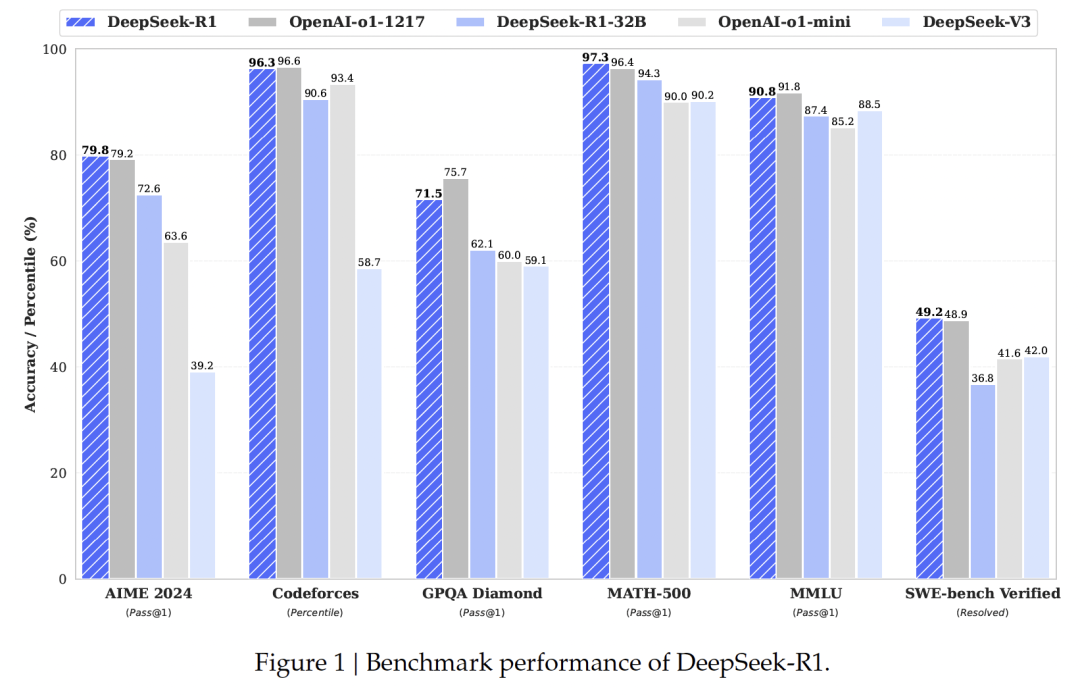 DeepSeek-R1 OpenAI-o1-1217 DeepSeek-R1-32B OpenAI-o1-mini DeepSeek-V3
Accuracy / Percentile (%)
100
80
60
40
20
0
79.8 79.2 72.6 63.6 39.2
96.3 96.6 90.6 93.4 58.7
71.5 75.7 62.1 60.0 59.1
97.3 96.4 94.3 90.0 90.2
90.8 91.8 87.4 85.2 88.5
49.2 48.9 36.8 41.6 42.0
AIME 2024 Codeforces GPQA Diamond MATH-500 MMLU SWE-bench Verified
(Pass@1) (Percentile) (Pass@1) (Pass@1) (Pass@1) (Resolved)
Figure 1 | Benchmark performance of DeepSeek-R1.